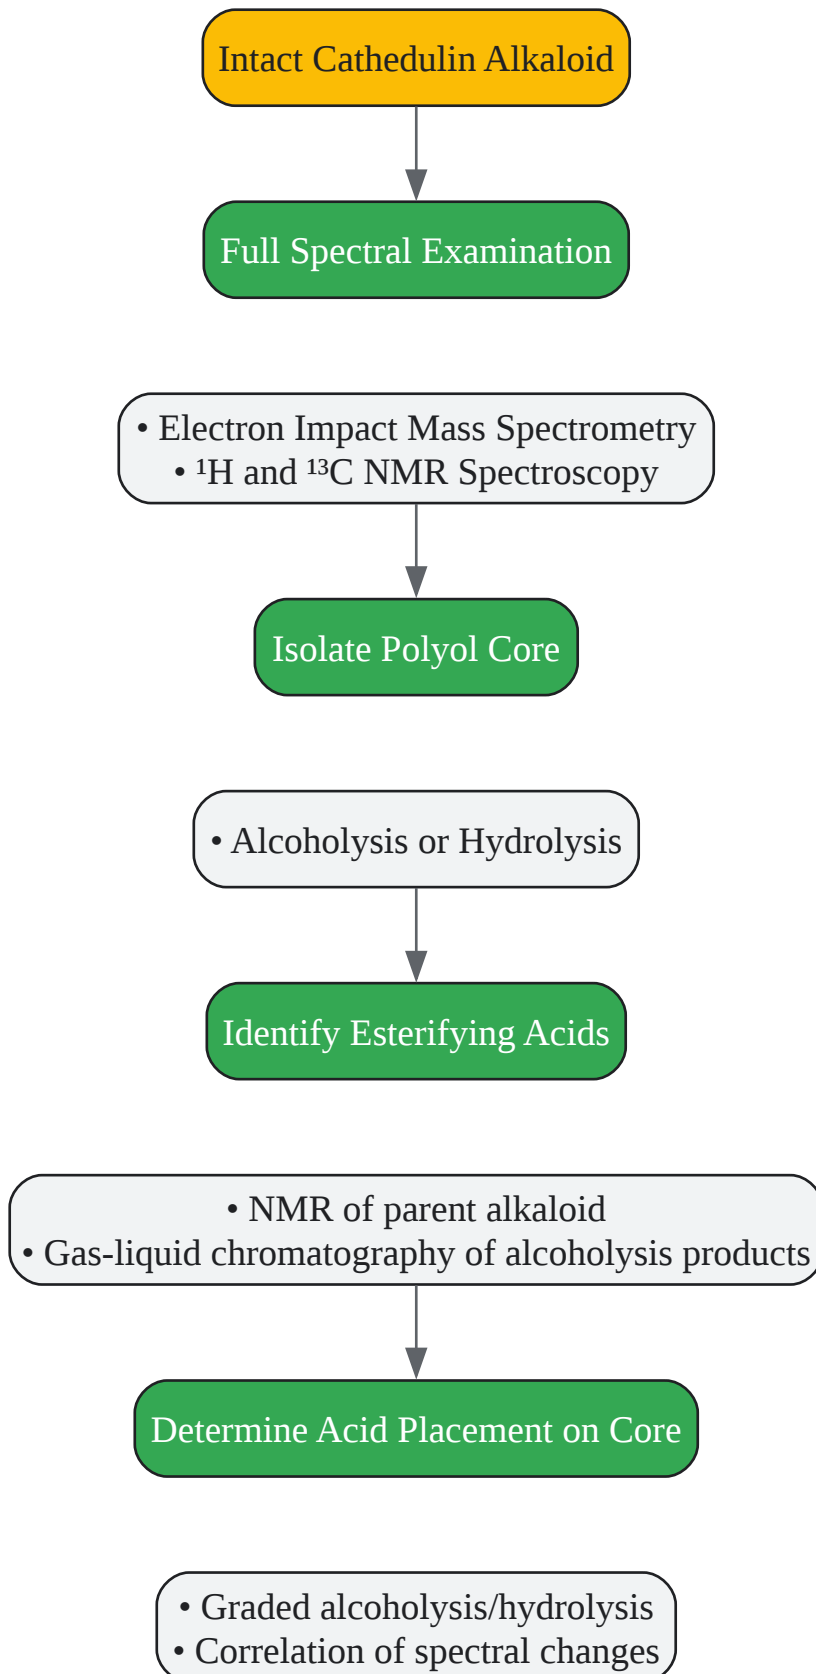 Intact Cathedulin Alkaloid
Full Spectral Examination
• Electron Impact Mass Spectrometry
• ¹H and ¹³C NMR Spectroscopy
Isolate Polyol Core
• Alcoholysis or Hydrolysis
Identify Esterifying Acids
• NMR of parent alkaloid
• Gas-liquid chromatography of alcoholysis products
Determine Acid Placement on Core
• Graded alcoholysis/hydrolysis
• Correlation of spectral changes